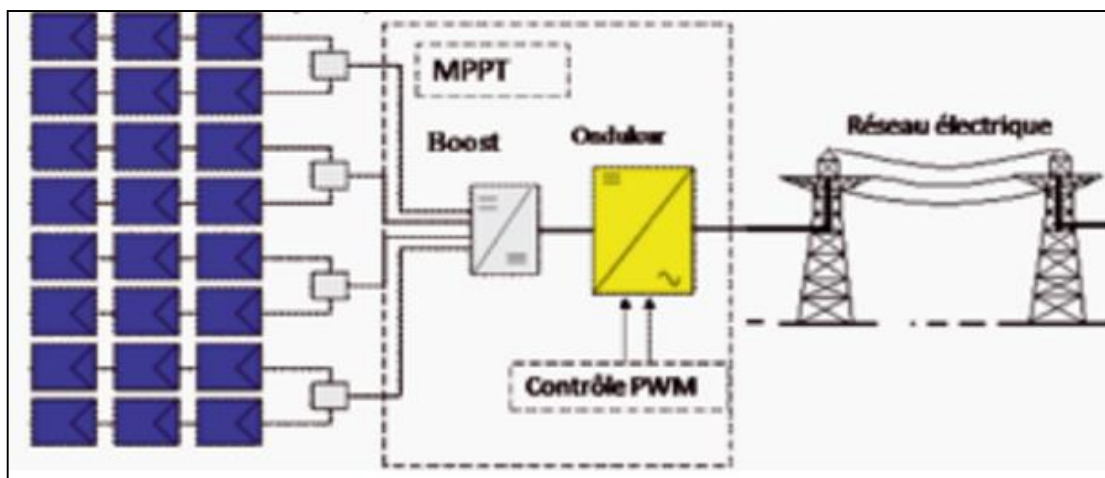 MPPT
Boost
Onduleur
Réseau électrique
Contrôle PWM